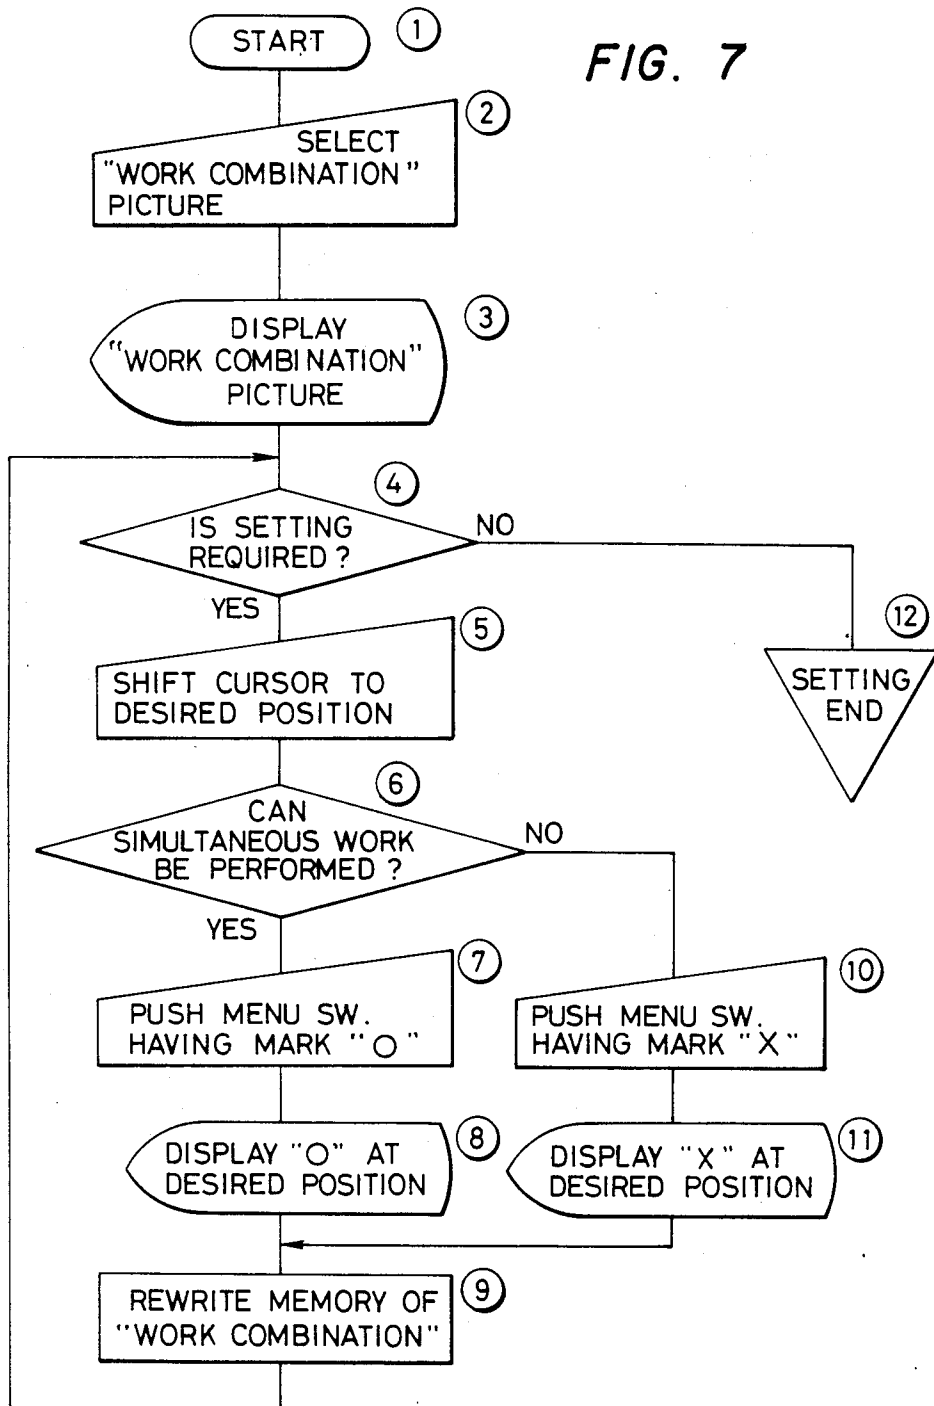 FIG. 7
START
1
2
SELECT
"WORK COMBINATION"
PICTURE
3
DISPLAY
"WORK COMBINATION"
PICTURE
4
IS SETTING
REQUIRED ?
NO
YES
5
SHIFT CURSOR TO
DESIRED POSITION
12
SETTING
END
6
CAN
SIMULTANEOUS WORK
BE PERFORMED ?
NO
YES
7
PUSH MENU SW.
HAVING MARK "O"
10
PUSH MENU SW.
HAVING MARK "X"
8
DISPLAY "O" AT
DESIRED POSITION
11
DISPLAY "X" AT
DESIRED POSITION
9
REWRITE MEMORY OF
"WORK COMBINATION"